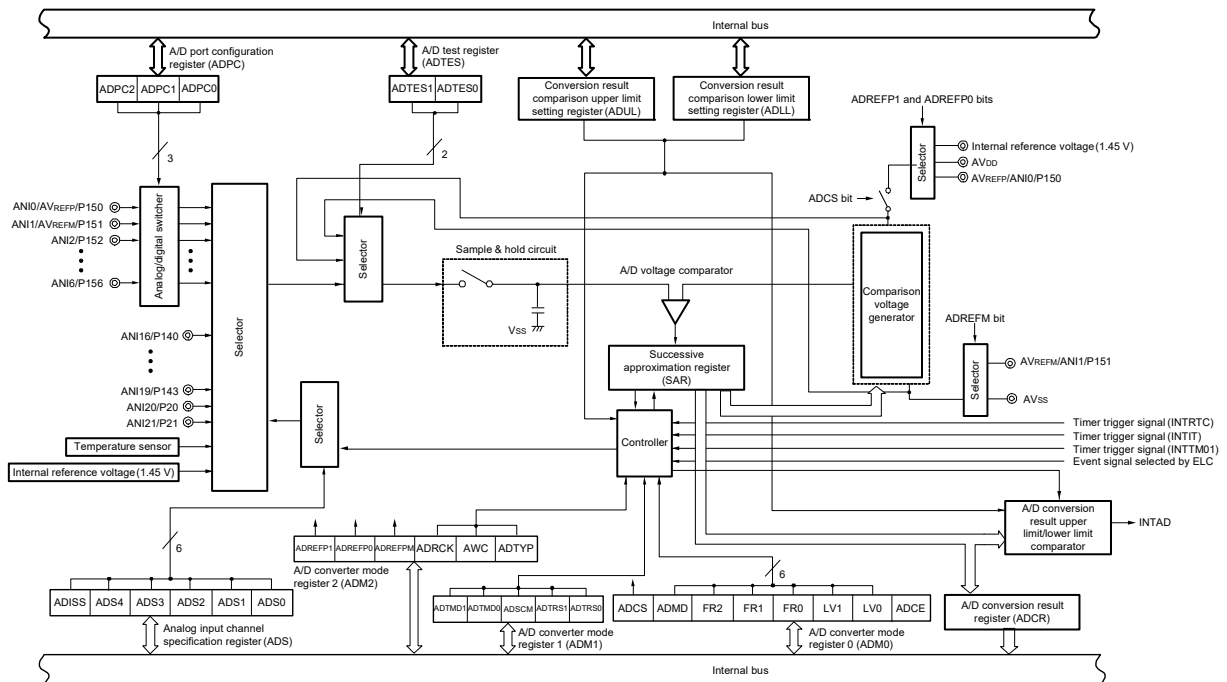 Internal bus
A/D port configuration
register (ADPC)
A/D test register
(ADTES)
ADPC2 ADPC1 ADPC0
ADTES1 ADTES0
Conversion result
comparison upper limit
setting register (ADUL)
Conversion result
comparison lower limit
setting register (ADLL)
ADREFP1 and ADREFP0 bits
3
2
Selector
Internal reference voltage (1.45 V)
AVDD
AVREFP/ANI0/P150
ADCS bit
ANI0/AVREFP/P150
ANI1/AVREFM/P151
ANI2/P152
ANI6/P156
Analog/digital switcher
Selector
Selector
Sample & hold circuit
Vss
A/D voltage comparator
Comparison
voltage
generator
ADREFM bit
Selector
AVREFM/ANI1/P151
AVss
ANI16/P140
ANI19/P143
ANI20/P20
ANI21/P21
Temperature sensor
Internal reference voltage (1.45 V)
Selector
Successive
approximation register
(SAR)
Controller
Timer trigger signal (INTRTC)
Timer trigger signal (INTIT)
Timer trigger signal (INTTM01)
Event signal selected by ELC
A/D conversion
result upper
limit/lower limit
comparator
INTAD
6
ADREFP1 ADREFP0 ADREFPM ADRCK AWC ADTYP
A/D converter mode
register 2 (ADM2)
6
ADISS ADS4 ADS3 ADS2 ADS1 ADS0
Analog input channel
specification register (ADS)
ADTMD1 ADTMD0 ADSCM ADTRS1 ADTRS0
A/D converter mode
register 1 (ADM1)
ADCS ADMD FR2 FR1 FR0 LV1 LV0 ADCE
A/D converter mode
register 0 (ADM0)
A/D conversion result
register (ADCR)
Internal bus